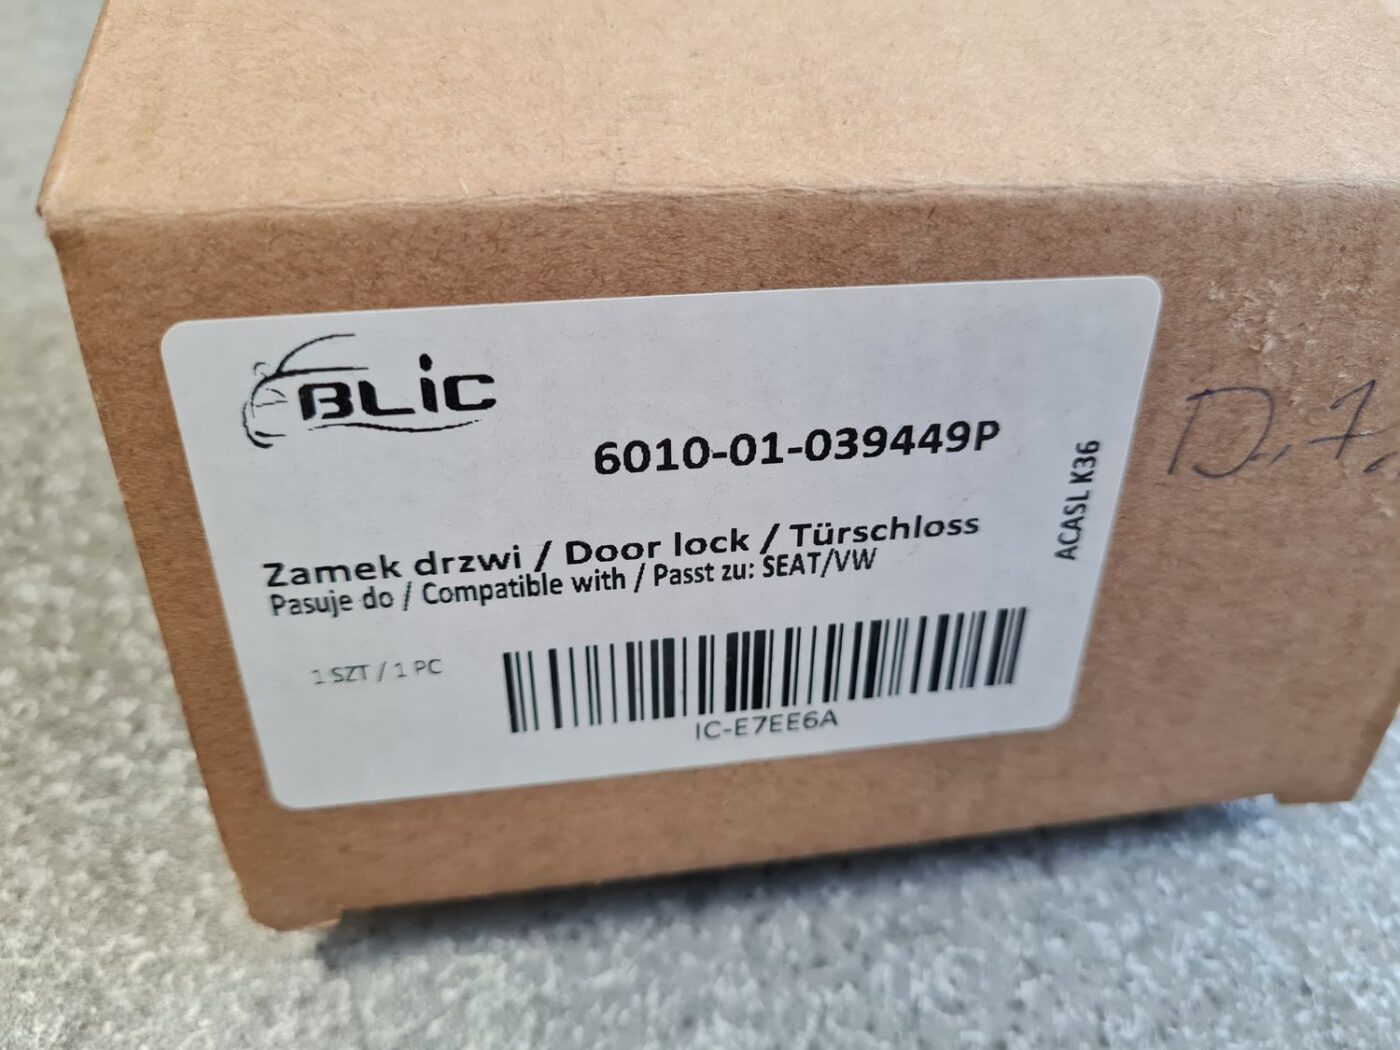 BLiC
6010-01-039449P
Zamek drzwi / Door lock / Türschloss
Pasuje do / Compatible with / Passt zu: SEAT/VW
1 SZT / 1 PC
IC-E7EE6A
ACASL K36
D.7.